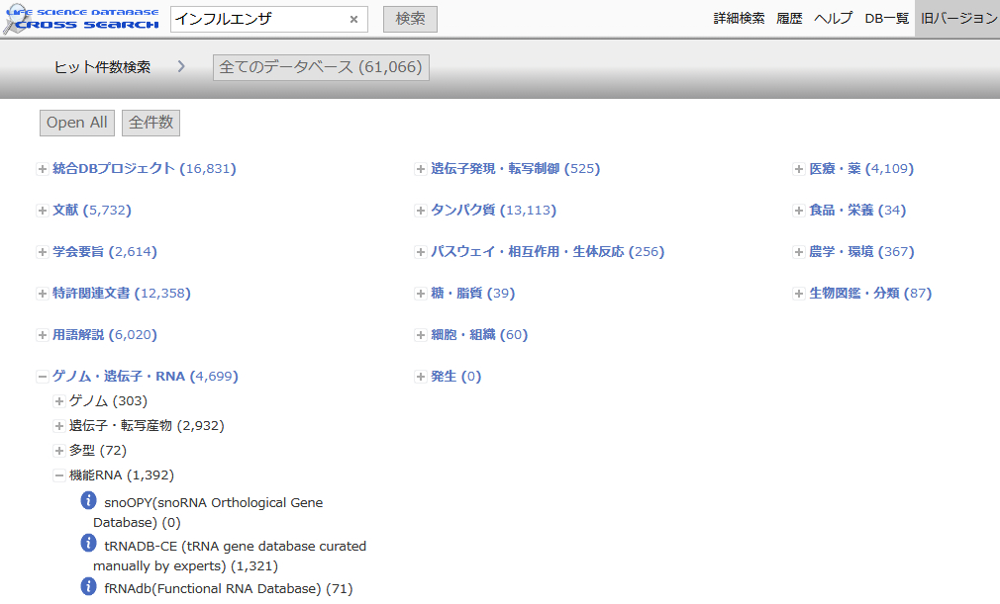 LIFE SCIENCE DATABASE
CROSS SEARCH
インフルエンザ ×
検索
詳細検索 履歴 ヘルプ DB一覧 旧バージョン
ヒット件数検索 > 全てのデータベース (61,066)
Open All 全件数
統合DBプロジェクト (16,831)
文献 (5,732)
学会要旨 (2,614)
特許関連文書 (12,358)
用語解説 (6,020)
ゲノム・遺伝子・RNA (4,699)
ゲノム (303)
遺伝子・転写産物 (2,932)
多型 (72)
機能RNA (1,392)
snoOPY(snoRNA Orthological Gene
Database) (0)
tRNADB-CE (tRNA gene database curated
manually by experts) (1,321)
fRNAdb(Functional RNA Database) (71)
遺伝子発現・転写制御 (525)
タンパク質 (13,113)
パスウェイ・相互作用・生体反応 (256)
糖・脂質 (39)
細胞・組織 (60)
発生 (0)
医療・薬 (4,109)
食品・栄養 (34)
農学・環境 (367)
生物図鑑・分類 (87)